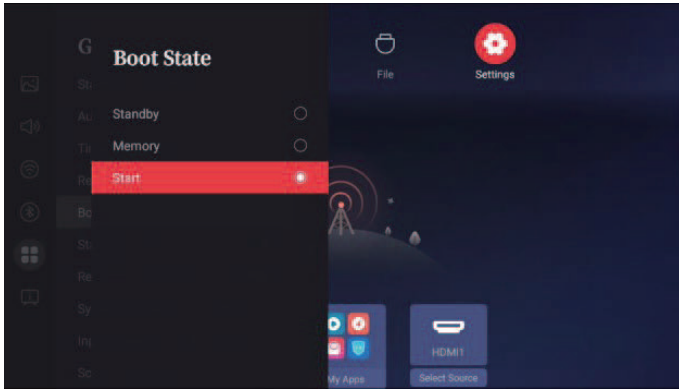 Boot State
Standby
Memory
Start
File
Settings
My Apps
HDMI1
Select Source